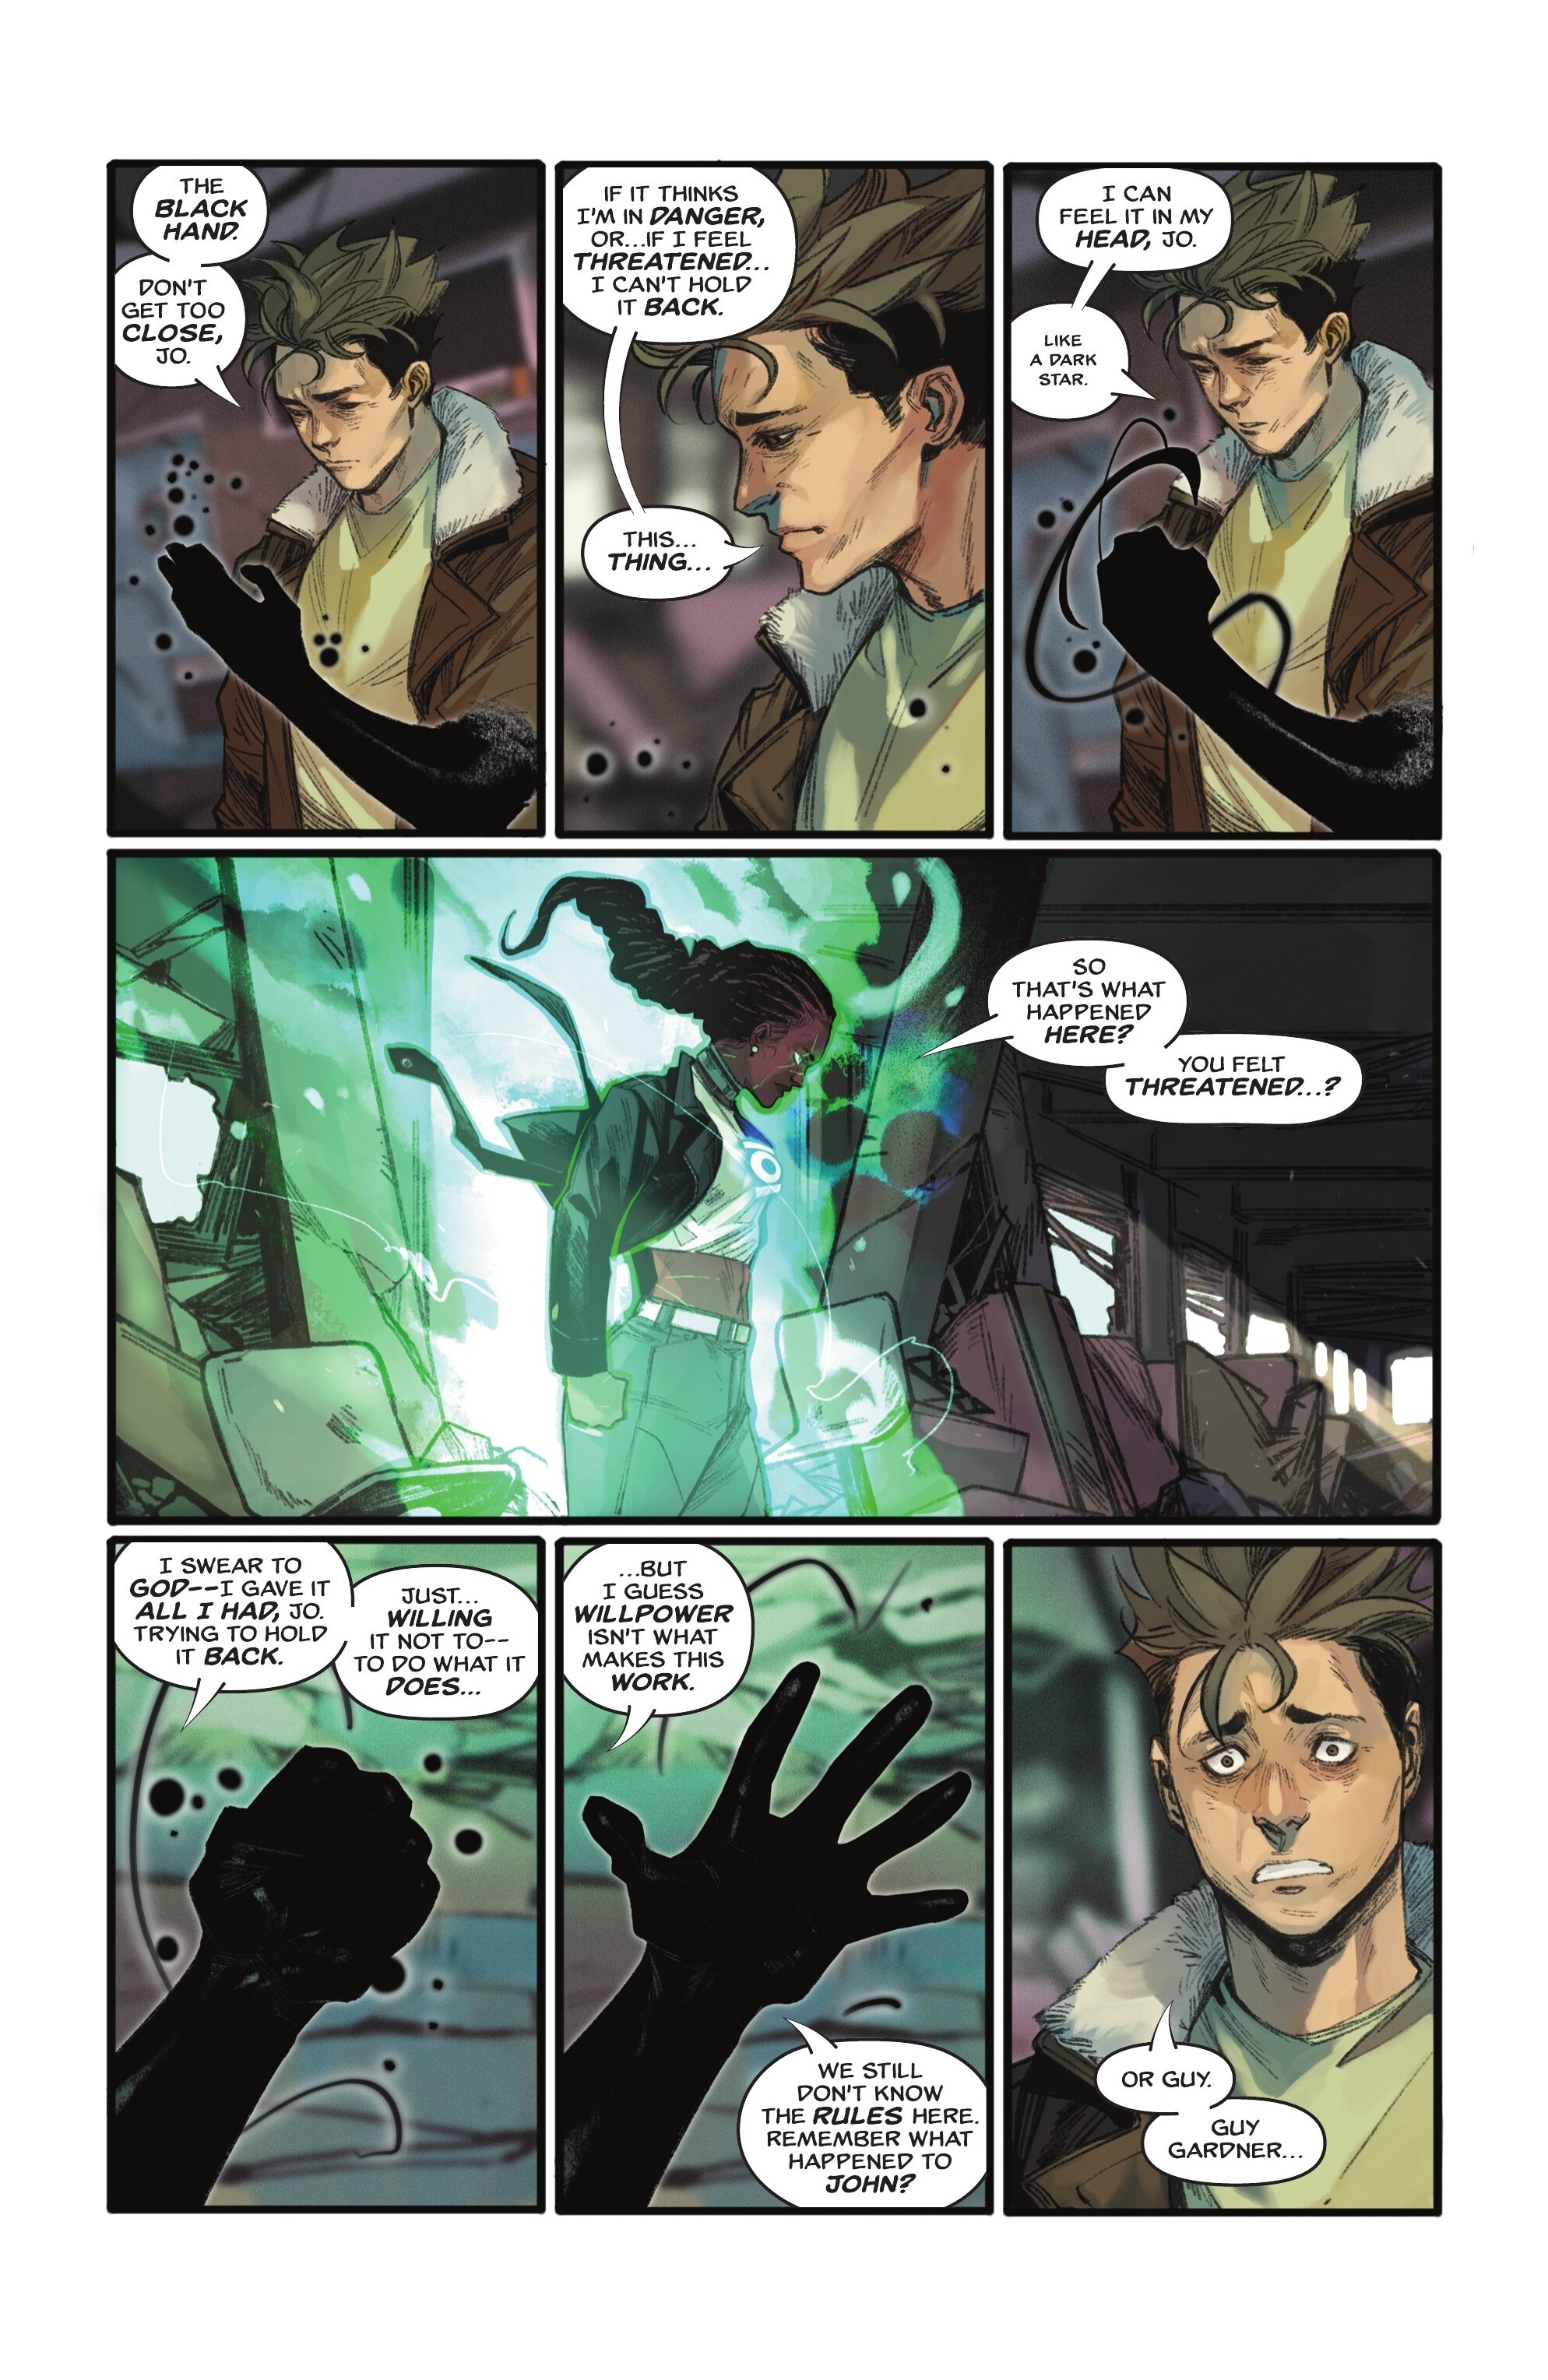 THE
BLACK
HAND.
DON'T
GET TOO
CLOSE,
JO.
IF IT THINKS
I'M IN DANGER,
OR...IF I FEEL
THREATENED...
I CAN'T HOLD
IT BACK.
THIS...
THING...
I CAN
FEEL IT IN MY
HEAD, JO.
LIKE
A DARK
STAR.
SO
THAT'S WHAT
HAPPENED
HERE?
YOU FELT
THREATENED...?
I SWEAR TO
GOD--I GAVE IT
ALL I HAD, JO.
TRYING TO HOLD
IT BACK.
JUST...
WILLING
IT NOT TO--
TO DO WHAT IT
DOES...
...BUT
I GUESS
WILLPOWER
ISN'T WHAT
MAKES THIS
WORK.
WE STILL
DON'T KNOW
THE RULES HERE.
REMEMBER WHAT
HAPPENED TO
JOHN?
OR GUY.
GUY
GARDNER...